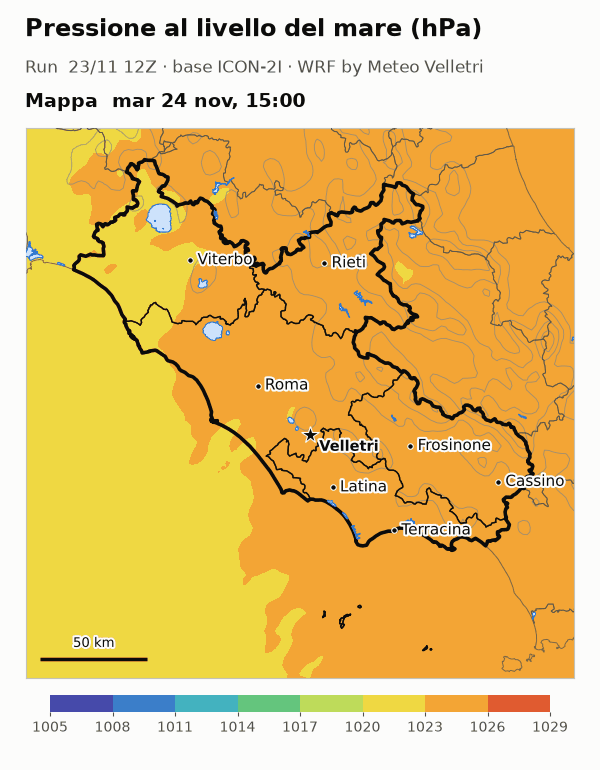 Pressione al livello del mare (hPa)
Run  23/11 12Z · base ICON-2I · WRF by Meteo Velletri
Mappa  mar 24 nov, 15:00
Viterbo
Rieti
Roma
Velletri
Frosinone
Cassino
Latina
Terracina
50 km
1005 1008 1011 1014 1017 1020 1023 1026 1029